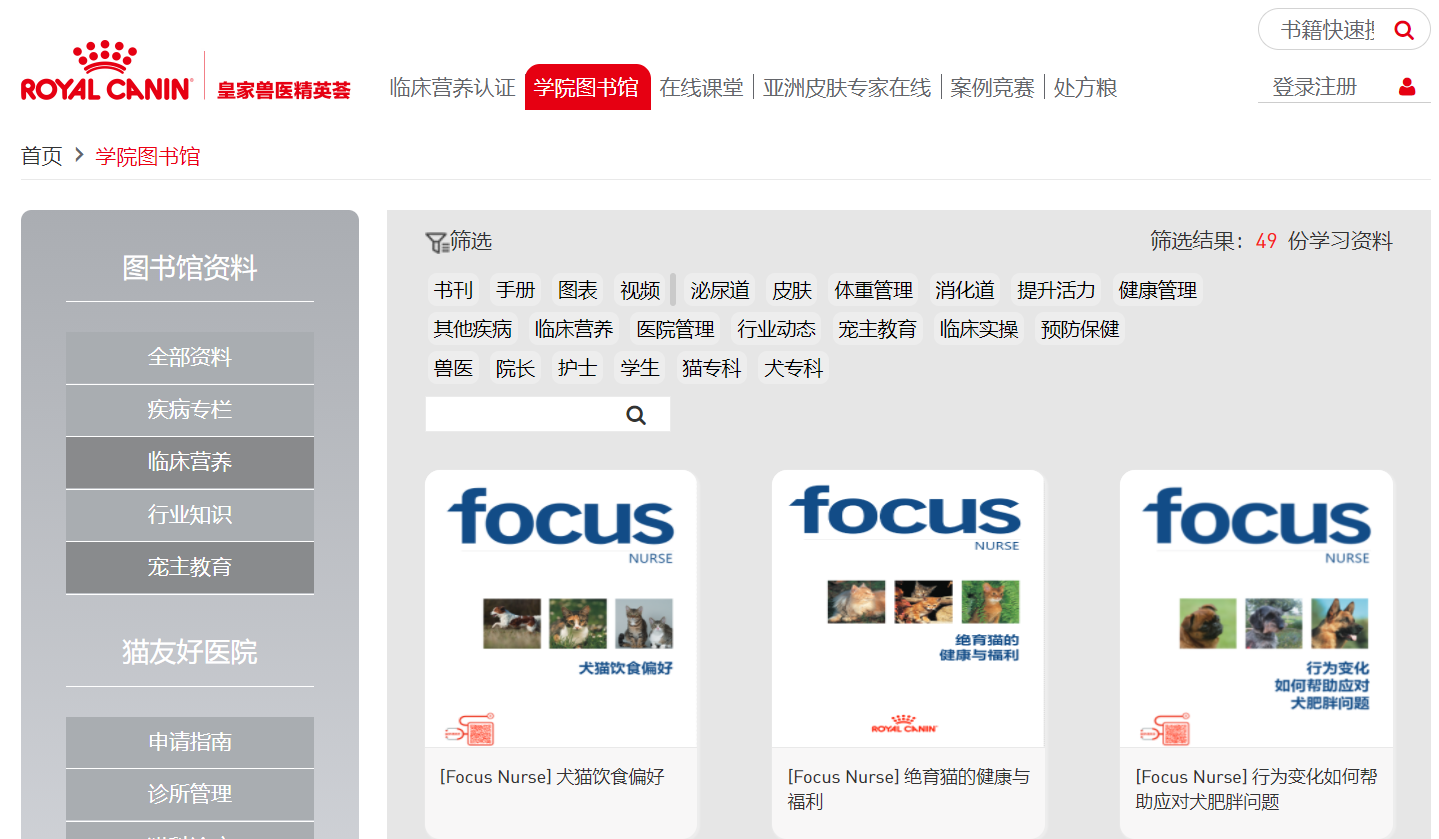 书籍快速
ROYAL CANIN
皇家兽医精英荟
临床营养认证 学院图书馆 在线课堂 亚洲皮肤专家在线 案例竞赛 处方粮
登录注册
首页 > 学院图书馆
图书馆资料
全部资料
疾病专栏
临床营养
行业知识
宠主教育
猫友好医院
申请指南
诊所管理
筛选
筛选结果：49 份学习资料
书刊 手册 图表 视频 泌尿道 皮肤 体重管理 消化道 提升活力 健康管理
其他疾病 临床营养 医院管理 行业动态 宠主教育 临床实操 预防保健
兽医 院长 护士 学生 猫专科 犬专科
focus
NURSE
犬猫饮食偏好
[Focus Nurse] 犬猫饮食偏好
focus
NURSE
绝育猫的
健康与福利
ROYAL CANIN
[Focus Nurse] 绝育猫的健康与
福利
focus
NURSE
行为变化
如何帮助应对
犬肥胖问题
[Focus Nurse] 行为变化如何帮
助应对犬肥胖问题